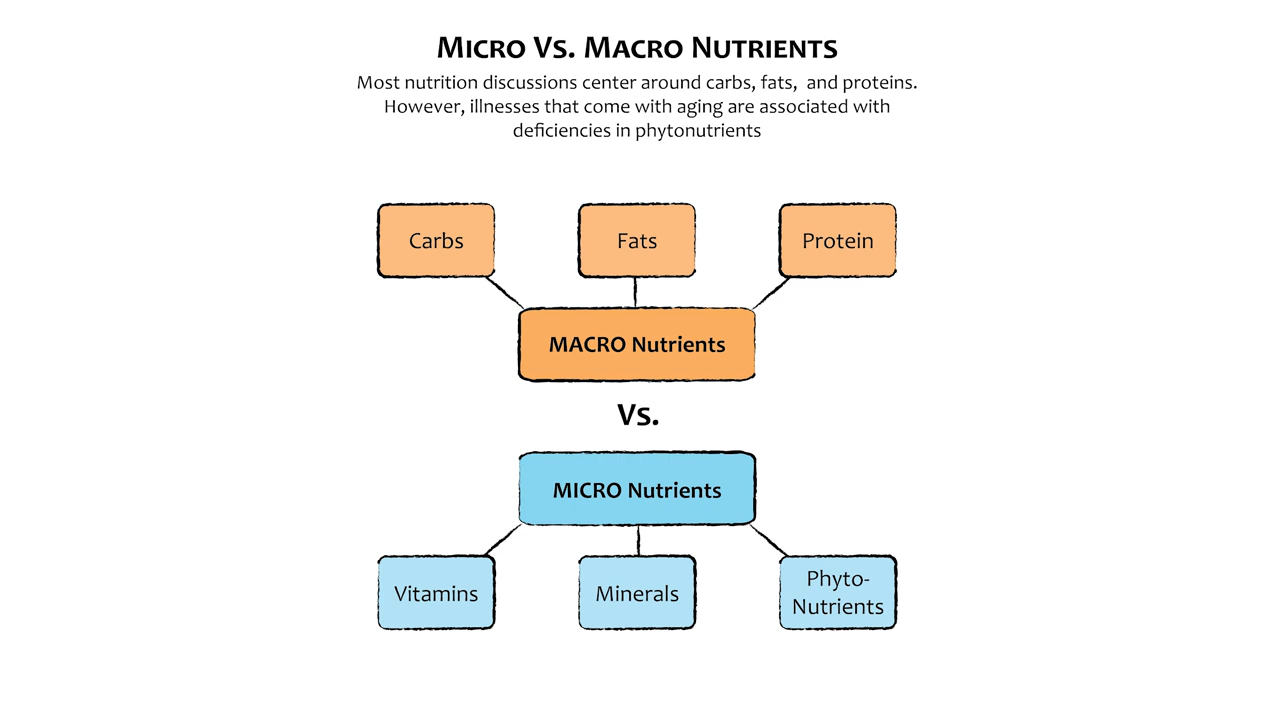 Micro Vs. Macro Nutrients
Most nutrition discussions center around carbs, fats,  and proteins.
However, illnesses that come with aging are associated with
deficiencies in phytonutrients
Carbs
Fats
Protein
MACRO Nutrients
Vs.
MICRO Nutrients
Vitamins
Minerals
Phyto-
Nutrients